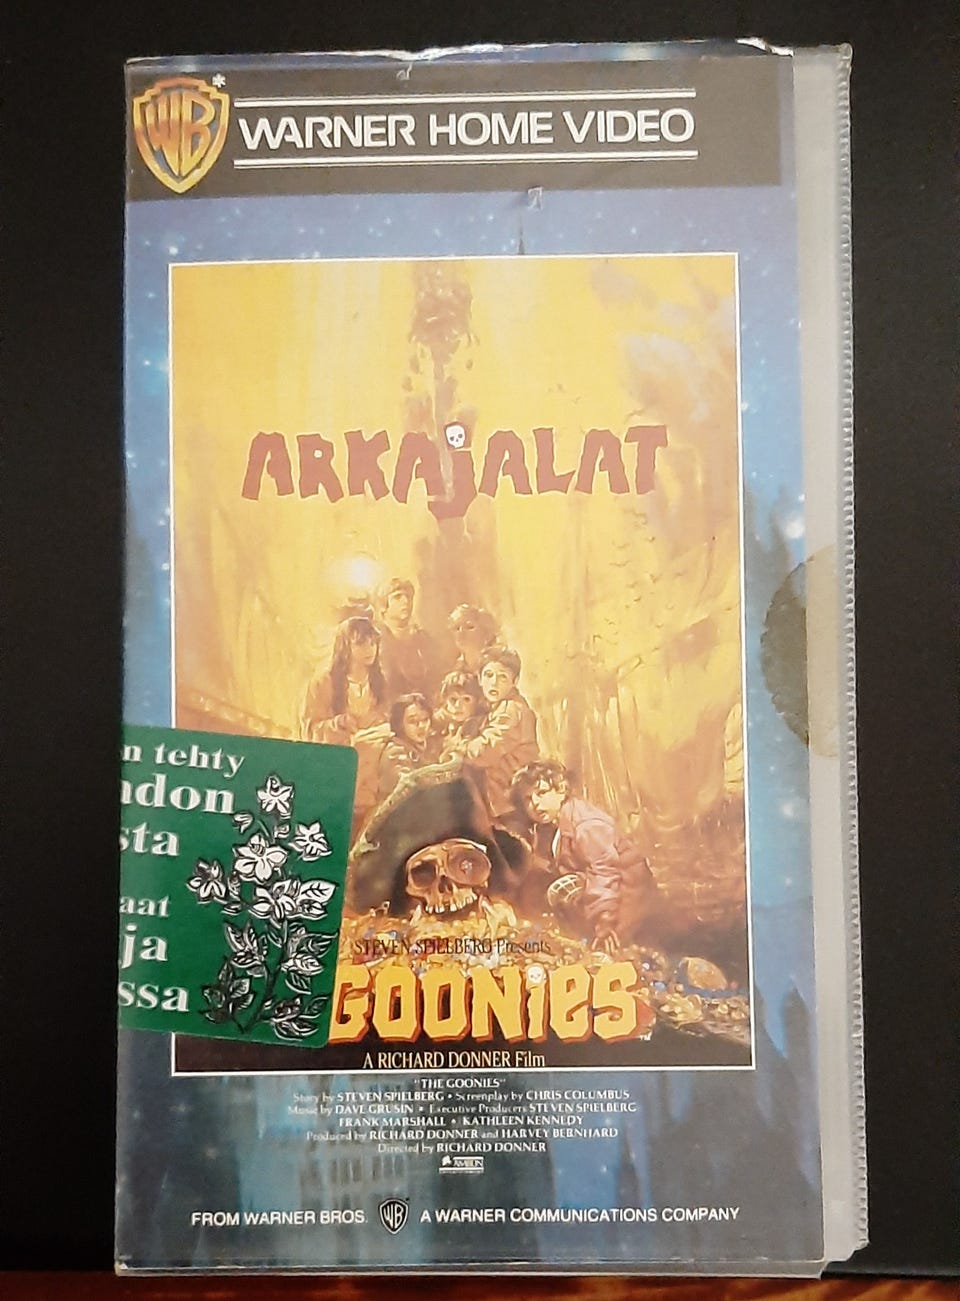 WB*
WARNER HOME VIDEO
ARKAJALAT
n tehty
ndon
sta
aat
ja
ssa
STEVEN SPIELBERG Presents
GOONiES
TM
A RICHARD DONNER Film
"THE GOONIES"
Story by STEVEN SPIELBERG • Screenplay by CHRIS COLUMBUS
Music by DAVE GRUSIN • Executive Producers STEVEN SPIELBERG
FRANK MARSHALL • KATHLEEN KENNEDY
Produced by RICHARD DONNER and HARVEY BERNHARD
Directed by RICHARD DONNER
AMBLIN
FROM WARNER BROS. WB A WARNER COMMUNICATIONS COMPANY